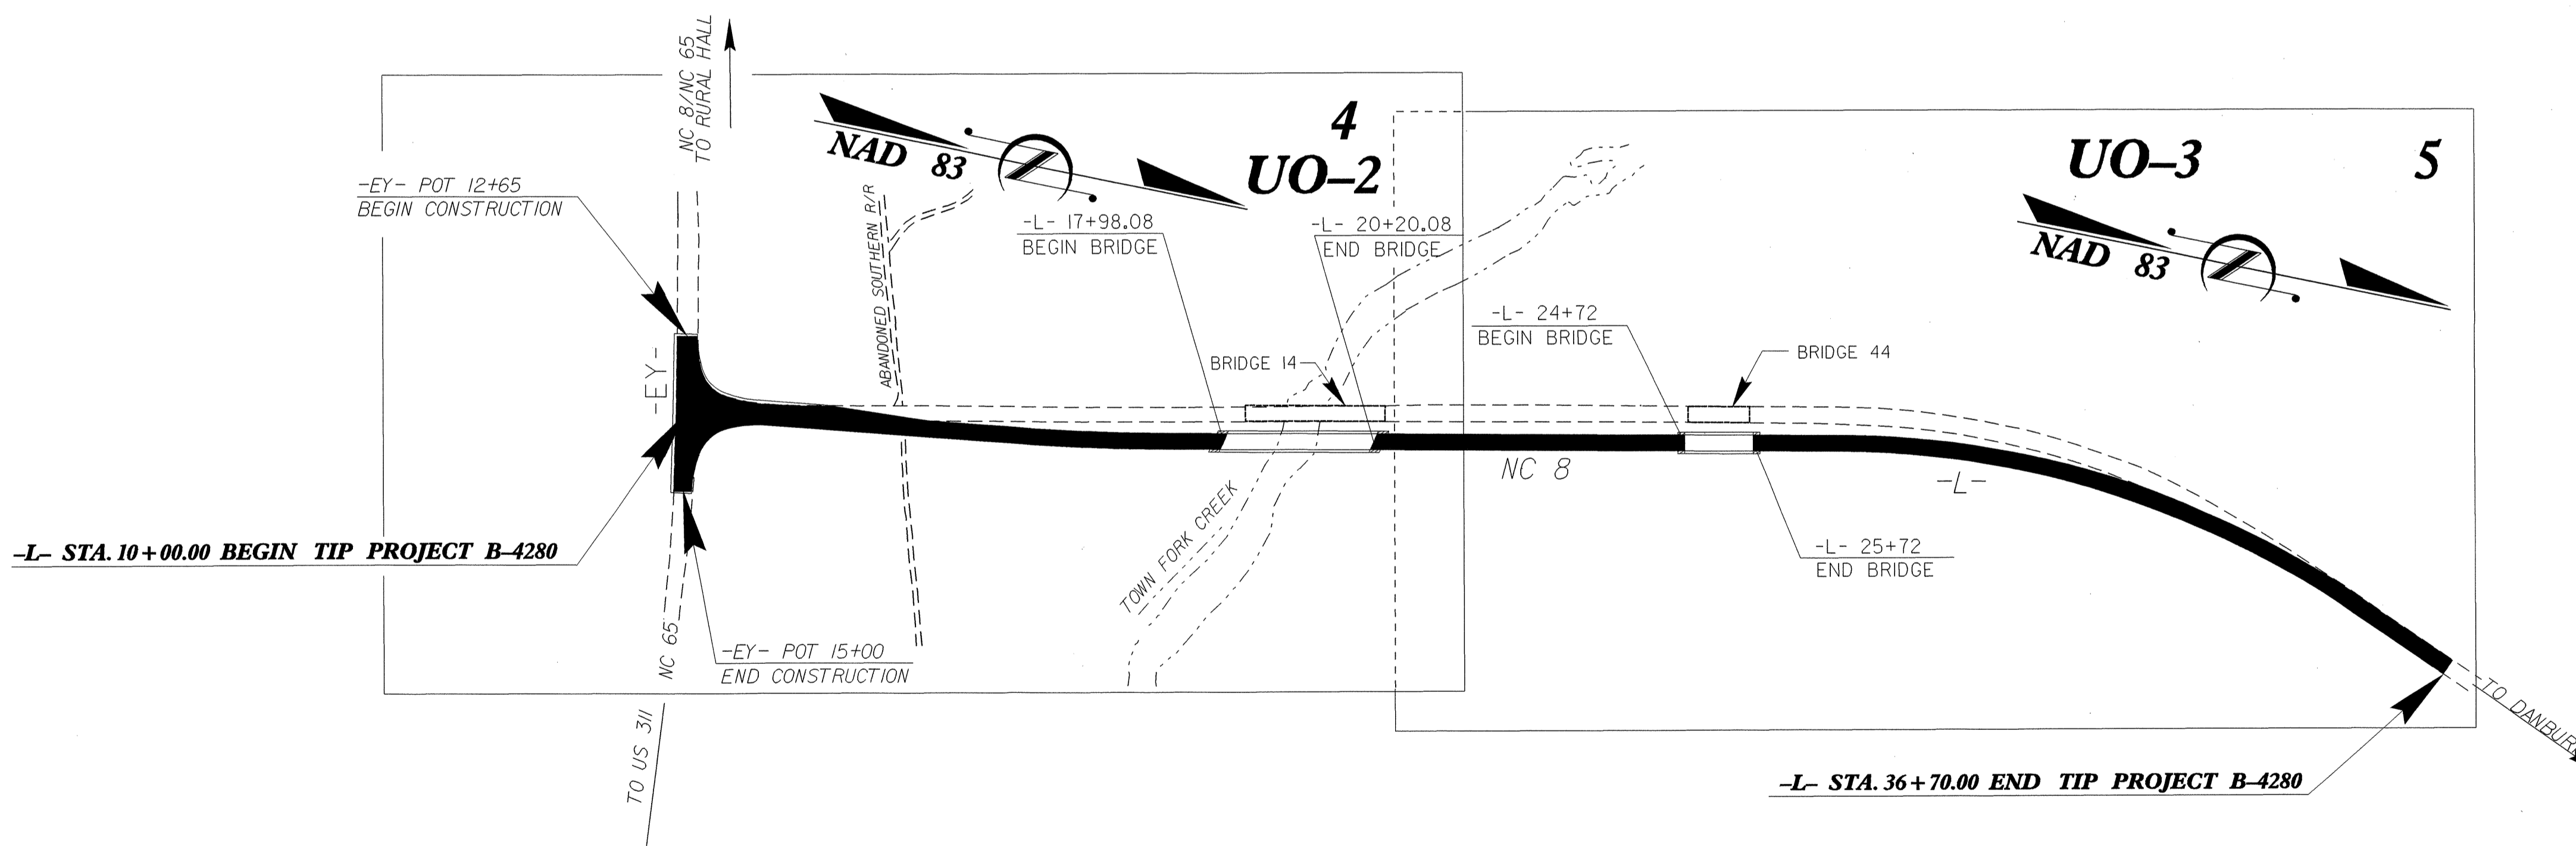 NC 8/NC 65
TO RURAL HALL
-EY- POT 12+65
BEGIN CONSTRUCTION
-EY-
ABANDONED SOUTHERN R/R
NAD 83
4
UO-2
-L- 17+98.08
BEGIN BRIDGE
-L- 20+20.08
END BRIDGE
BRIDGE 14
UO-3
5
NAD 83
-L- 24+72
BEGIN BRIDGE
BRIDGE 44
NC 8
-L-
TOWN FORK CREEK
-L- 25+72
END BRIDGE
-L- STA. 10+00.00 BEGIN TIP PROJECT B-4280
-EY- POT 15+00
END CONSTRUCTION
NC 65
TO US 311
TO DANBURY
-L- STA. 36+70.00 END TIP PROJECT B-4280